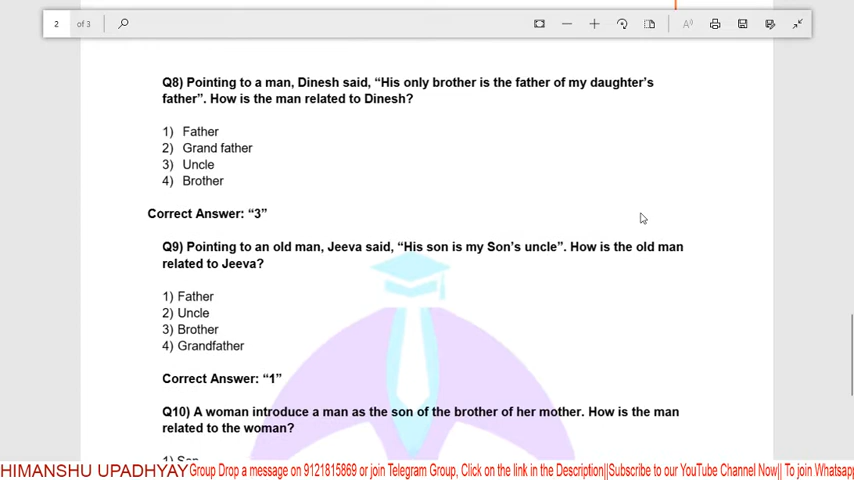 2 of 3
Q8) Pointing to a man, Dinesh said, “His only brother is the father of my daughter’s
father”. How is the man related to Dinesh?
1) Father
2) Grand father
3) Uncle
4) Brother
Correct Answer: “3”
Q9) Pointing to an old man, Jeeva said, “His son is my Son’s uncle”. How is the old man
related to Jeeva?
1) Father
2) Uncle
3) Brother
4) Grandfather
Correct Answer: “1”
Q10) A woman introduce a man as the son of the brother of her mother. How is the man
related to the woman?
1) Son
HIMANSHU UPADHYAY Group Drop a message on 9121815869 or join Telegram Group, Click on the link in the Description||Subscribe to our YouTube Channel Now|| To join Whatsapp